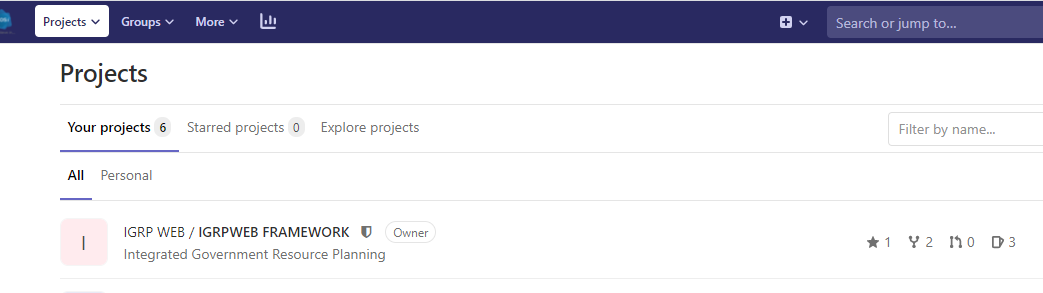 Projects Groups More Search or jump to...
Projects
Your projects 6 Starred projects 0 Explore projects Filter by name...
All Personal
I IGRP WEB / IGRPWEB FRAMEWORK Owner 1 2 0 3
Integrated Government Resource Planning